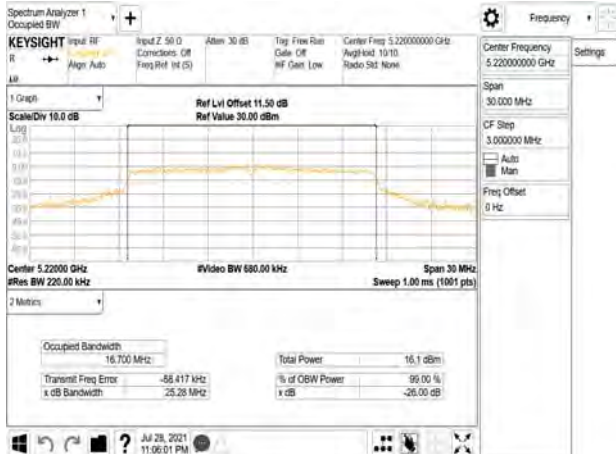 Spectrum Analyzer 1
Occupied BW
+
Frequency
KEYSIGHT Input: RF
R
Align: Auto
Input Z: 50 Ω
Corrections: Off
Freq Ref: Int (S)
Atten: 30 dB
Trig: Free Run
Gate: Off
#IF Gain: Low
Center Freq: 5.220000000 GHz
Avg|Hold: 10/10
Radio Std: None
Settings
Center Frequency
5.220000000 GHz
Span
30.000 MHz
CF Step
3.000000 MHz
Auto
Man
Freq Offset
0 Hz
1 Graph
Scale/Div 10.0 dB
Log
Ref Lvl Offset 11.50 dB
Ref Value 30.00 dBm
Center 5.22000 GHz
#Res BW 220.00 kHz
#Video BW 680.00 kHz
Span 30 MHz
Sweep 1.00 ms (1001 pts)
2 Metrics
Occupied Bandwidth
16.700 MHz
Transmit Freq Error -56.417 kHz
x dB Bandwidth 25.28 MHz
Total Power 16.1 dBm
% of OBW Power 99.00 %
x dB -26.00 dB
?
Jul 28, 2021
11:06:01 PM